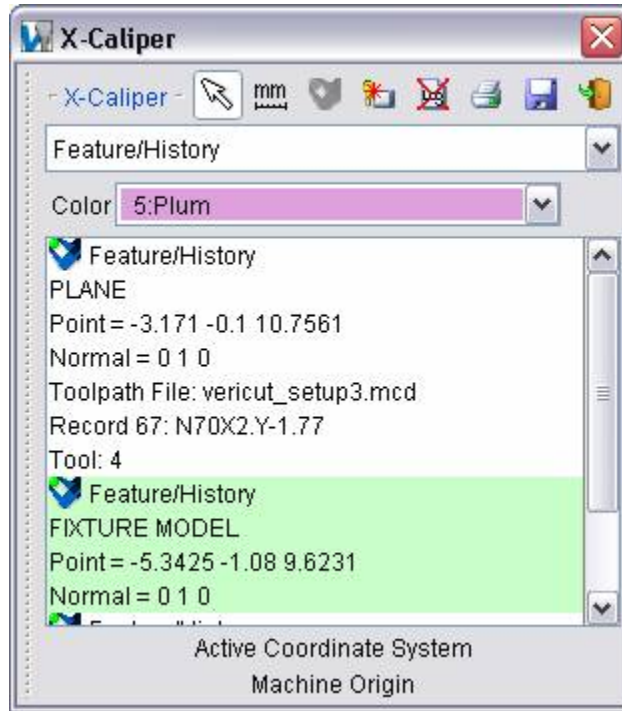 X-Caliper
X-Caliper
mm
Feature/History
Color 5:Plum
Feature/History
PLANE
Point = -3.171 -0.1 10.7561
Normal = 0 1 0
Toolpath File: vericut_setup3.mcd
Record 67: N70X2.Y-1.77
Tool: 4
Feature/History
FIXTURE MODEL
Point = -5.3425 -1.08 9.6231
Normal = 0 1 0
Active Coordinate System
Machine Origin